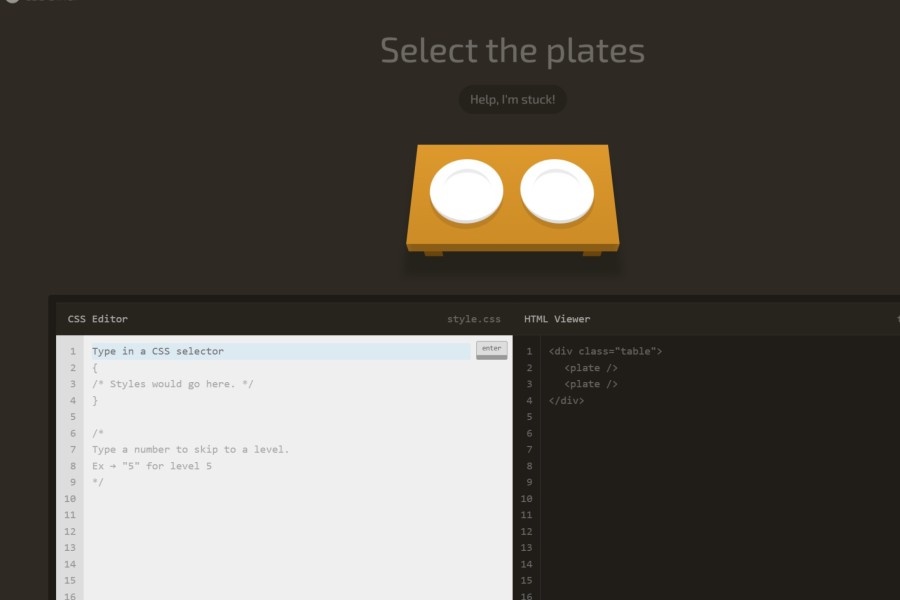 Select the plates
Help, I'm stuck!
CSS Editor style.css
HTML Viewer
1 Type in a CSS selector enter
2 {
3 /* Styles would go here. */
4 }
5
6 /*
7 Type a number to skip to a level.
8 Ex → "5" for level 5
9 */
10
11
12
13
14
15
16
1 <div class="table">
2 <plate />
3 <plate />
4 </div>
5
6
7
8
9
10
11
12
13
14
15
16